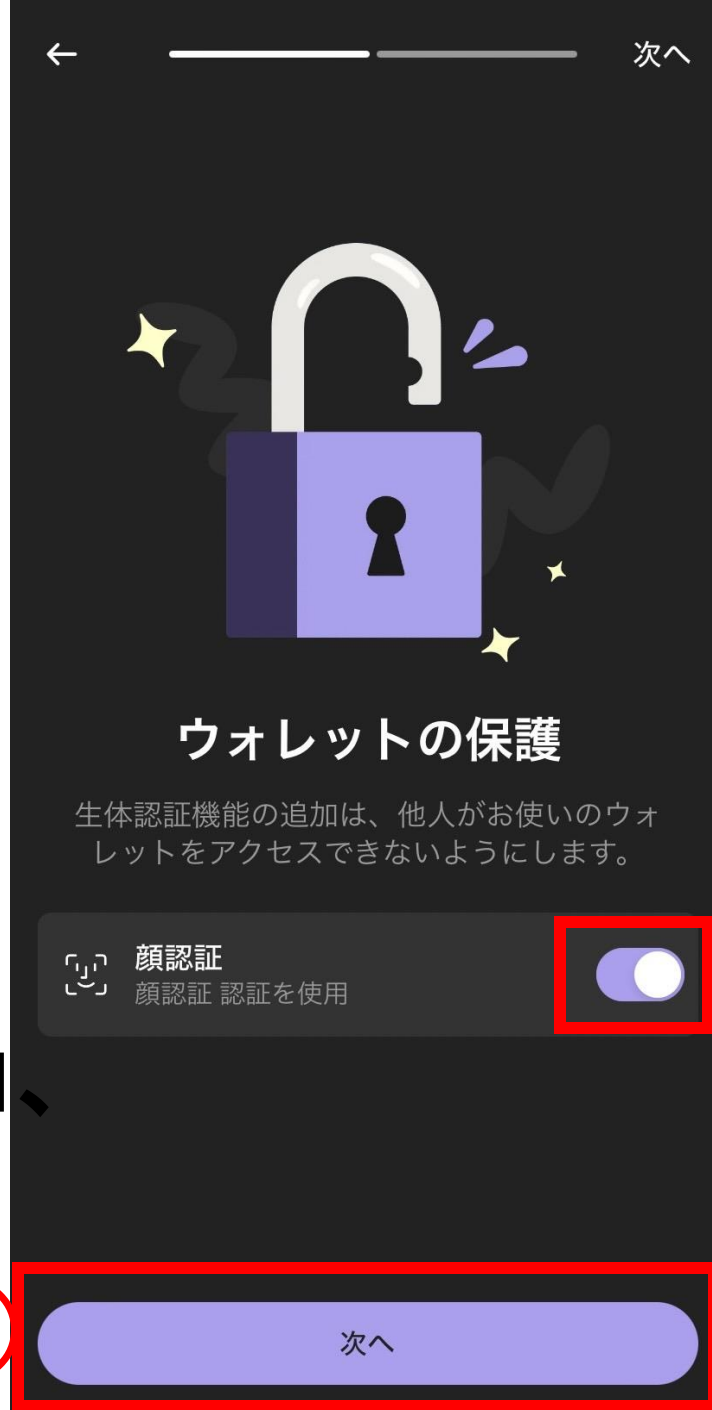 次へ
ウォレットの保護
生体認証機能の追加は、他人がお使いのウォ
レットをアクセスできないようにします。
顔認証
顔認証 認証を使用
、
次へ